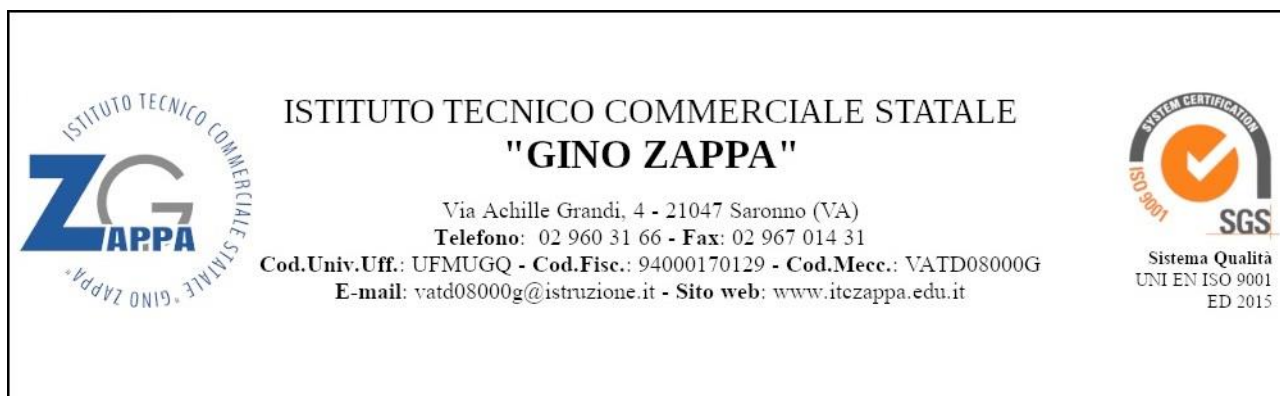 ISTITUTO TECNICO COMMERCIALE STATALE "GINO ZAPPA"
ZG
APPA
ISTITUTO TECNICO COMMERCIALE STATALE
"GINO ZAPPA"
Via Achille Grandi, 4 - 21047 Saronno (VA)
Telefono: 02 960 31 66 - Fax: 02 967 014 31
Cod.Univ.Uff.: UFMUGQ - Cod.Fisc.: 94000170129 - Cod.Mecc.: VATD08000G
E-mail: vatd08000g@istruzione.it - Sito web: www.itczappa.edu.it
SYSTEM CERTIFICATION
ISO 9001
SGS
Sistema Qualità
UNI EN ISO 9001
ED 2015